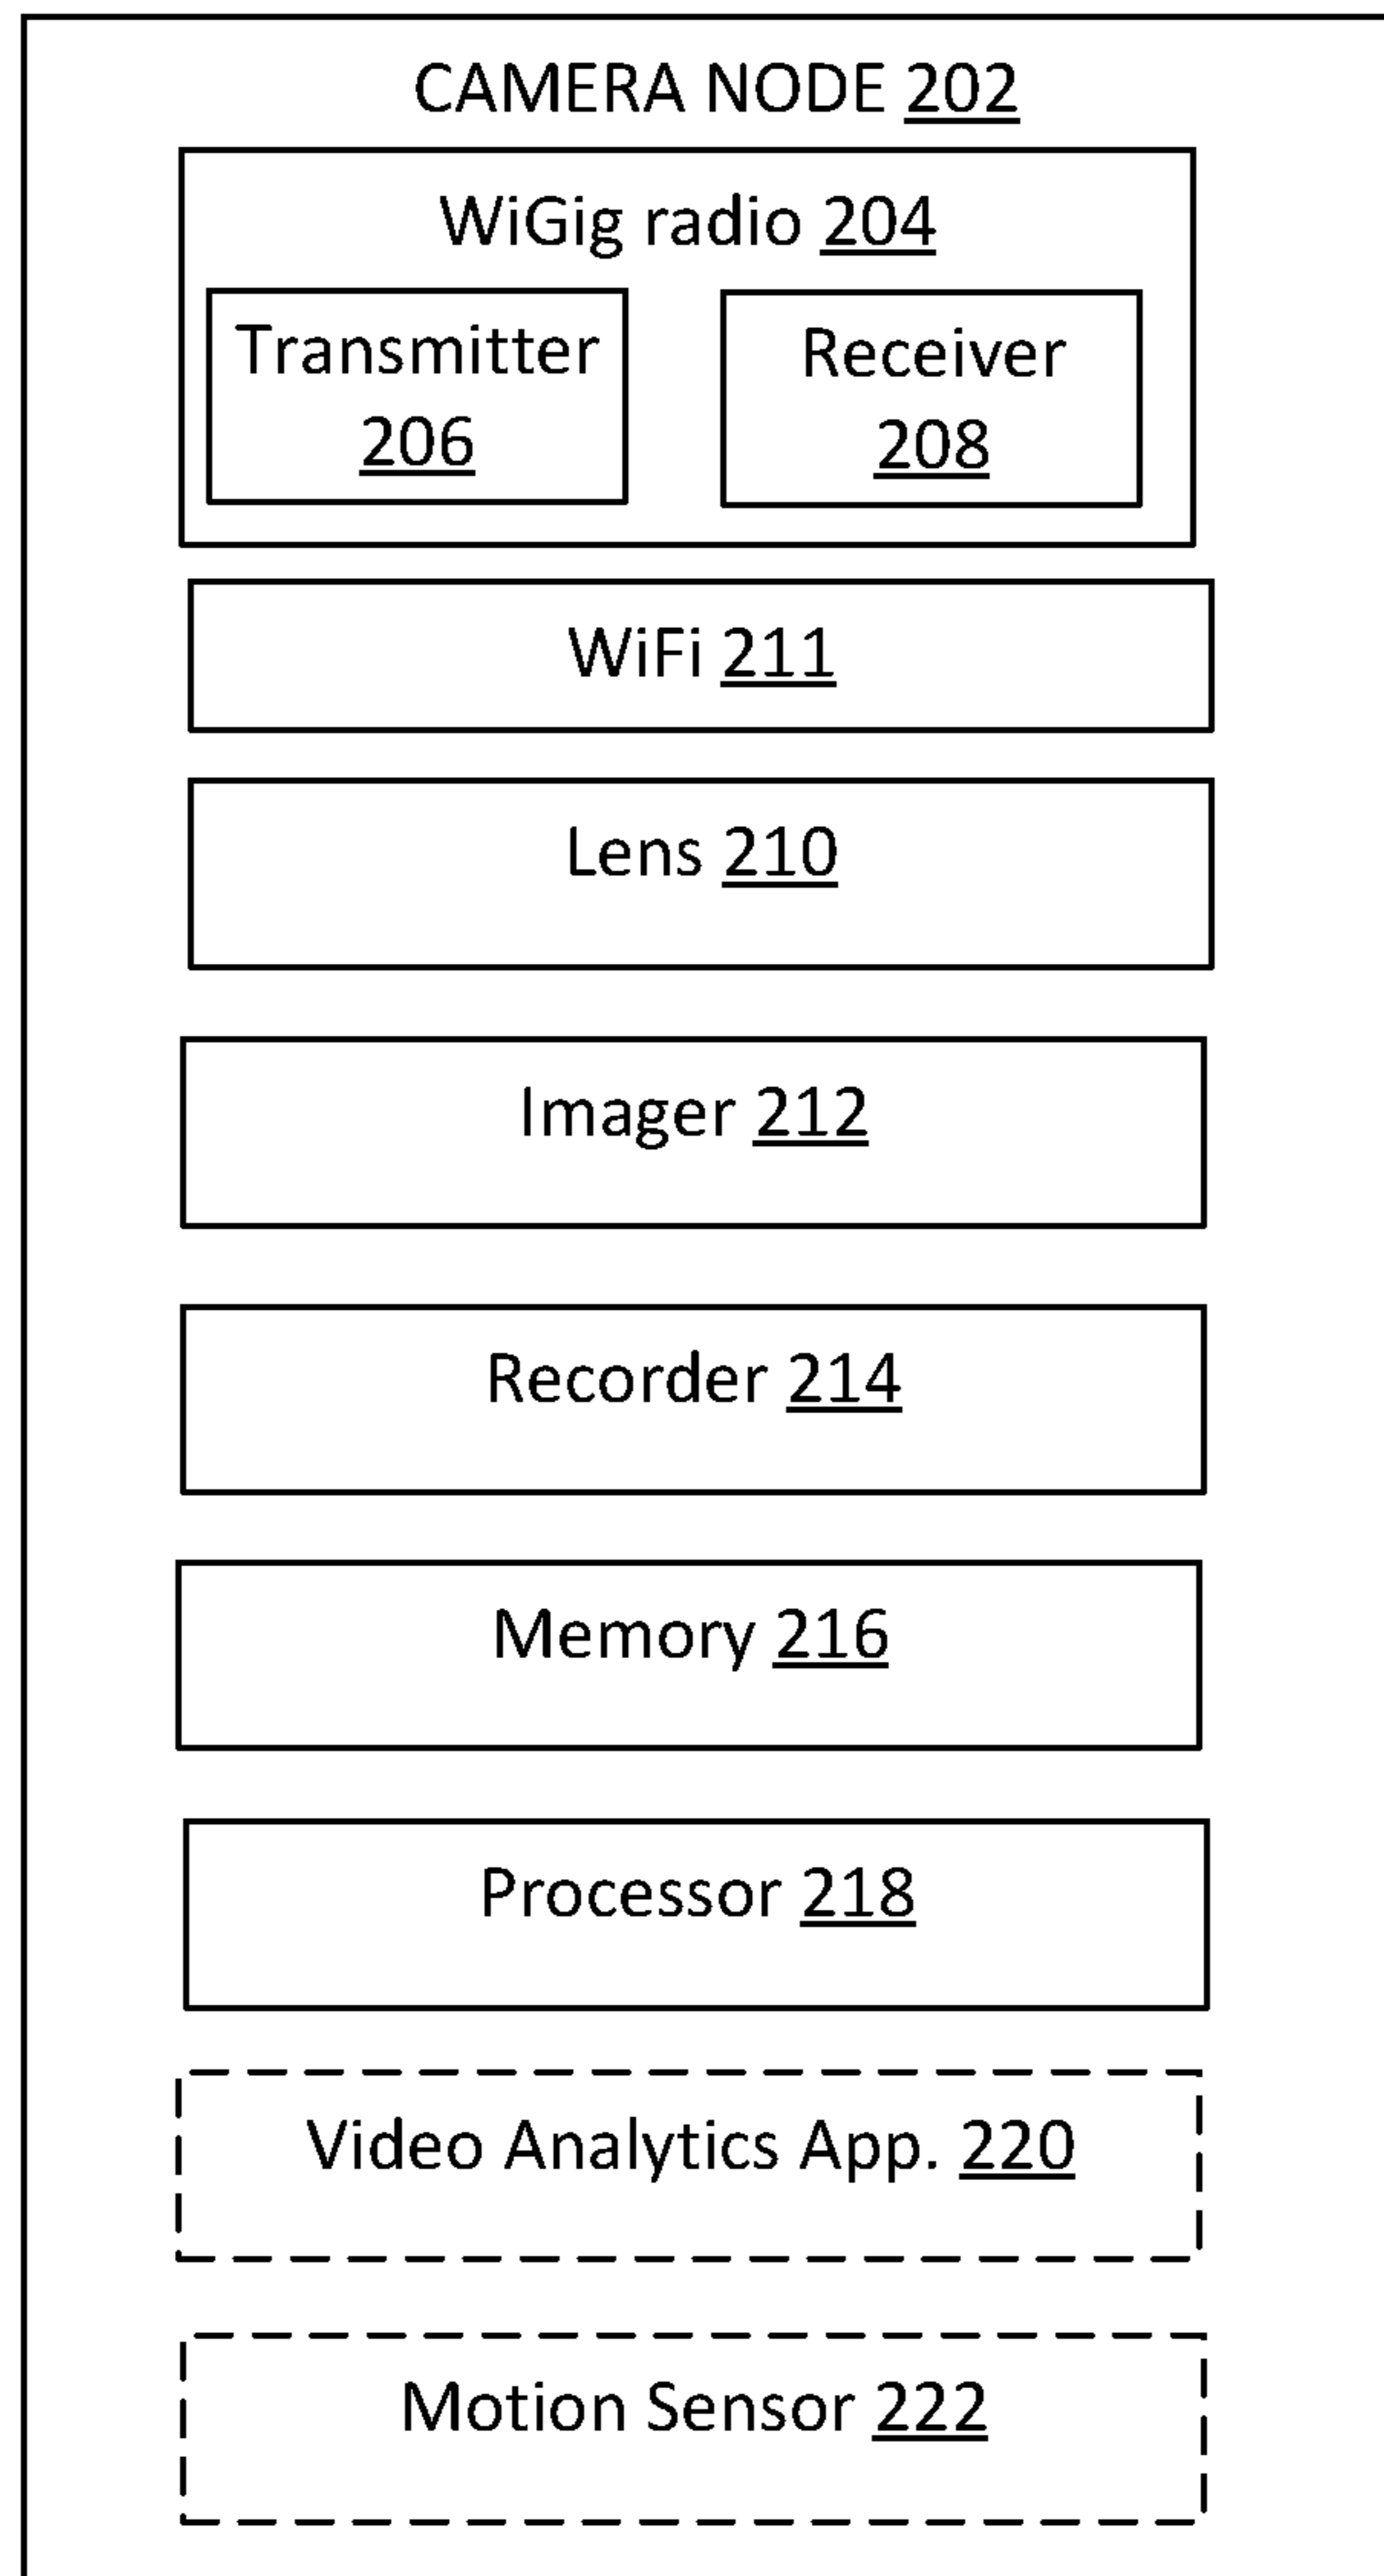 CAMERA NODE 202
WiGig radio 204
Transmitter
206
Receiver
208
WiFi 211
Lens 210
Imager 212
Recorder 214
Memory 216
Processor 218
Video Analytics App. 220
Motion Sensor 222